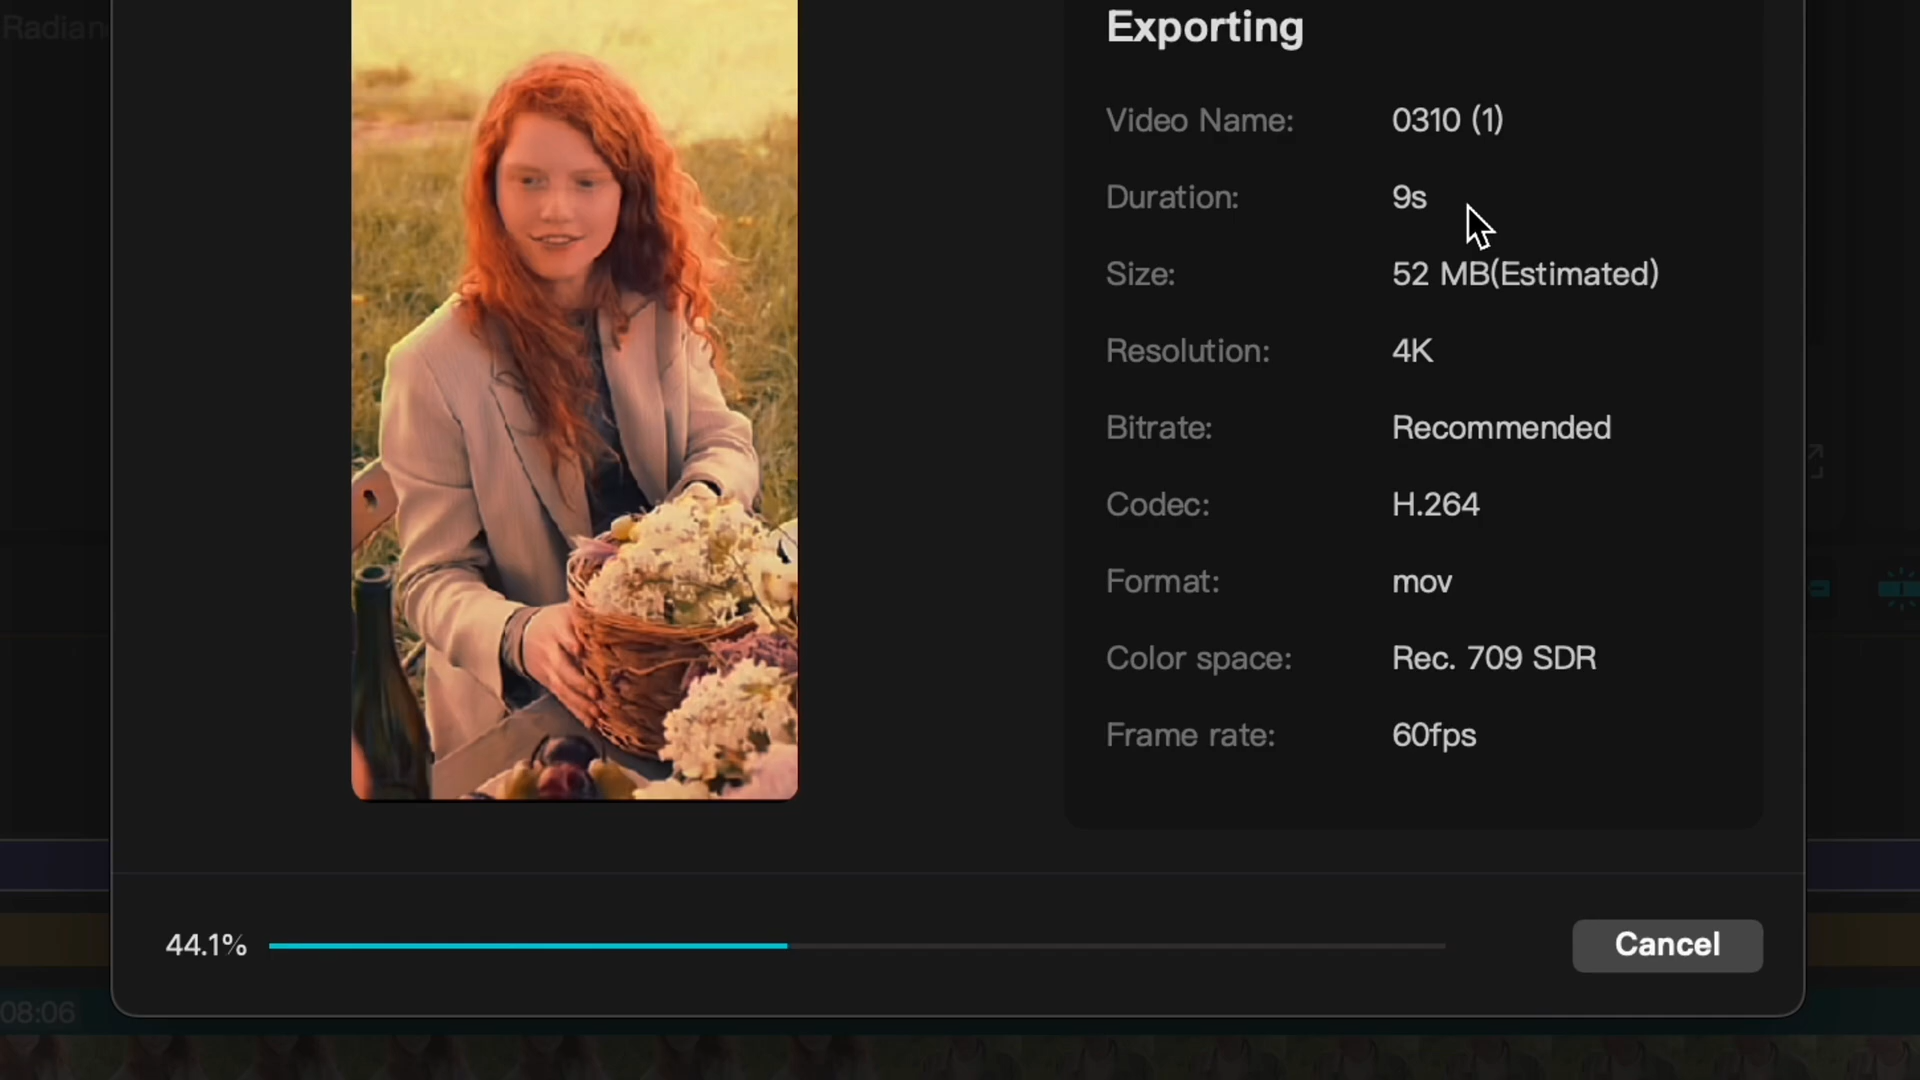 Exporting
Video Name: 0310 (1)
Duration: 9s
Size: 52 MB(Estimated)
Resolution: 4K
Bitrate: Recommended
Codec: H.264
Format: mov
Color space: Rec. 709 SDR
Frame rate: 60fps
44.1%
Cancel
08:06